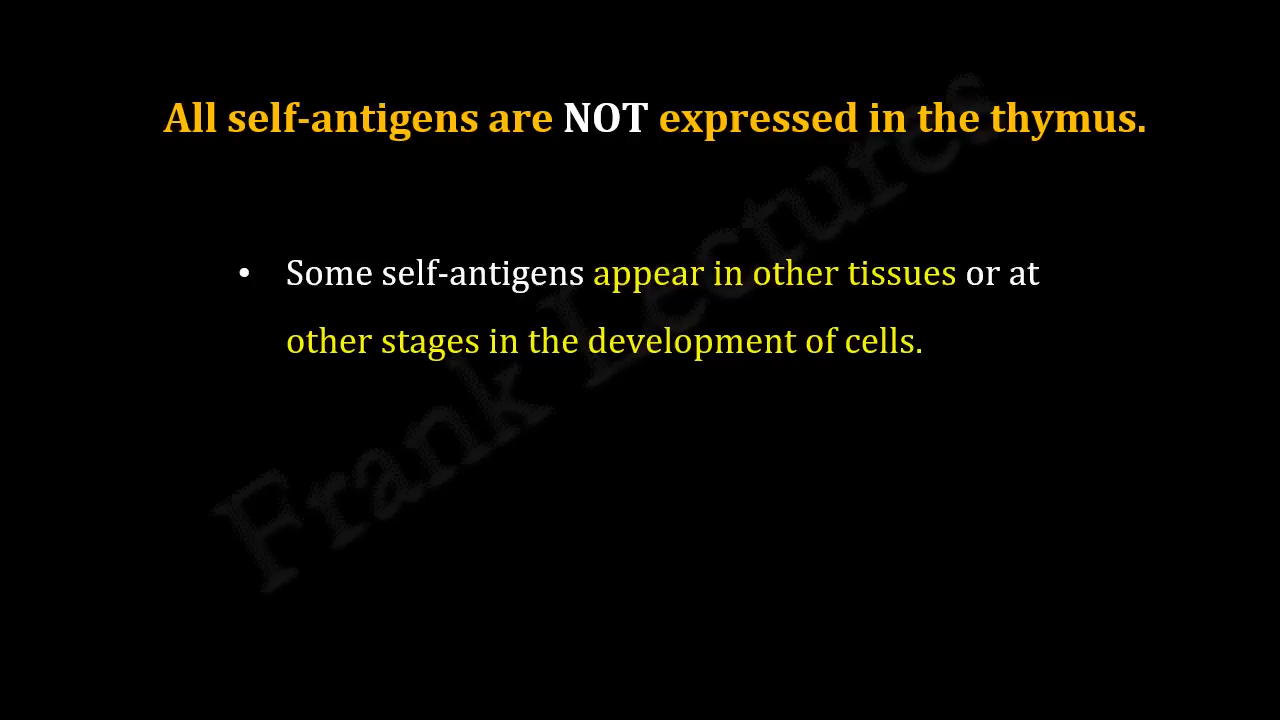 All self-antigens are NOT expressed in the thymus.
• Some self-antigens appear in other tissues or at
other stages in the development of cells.
Frank Lectures